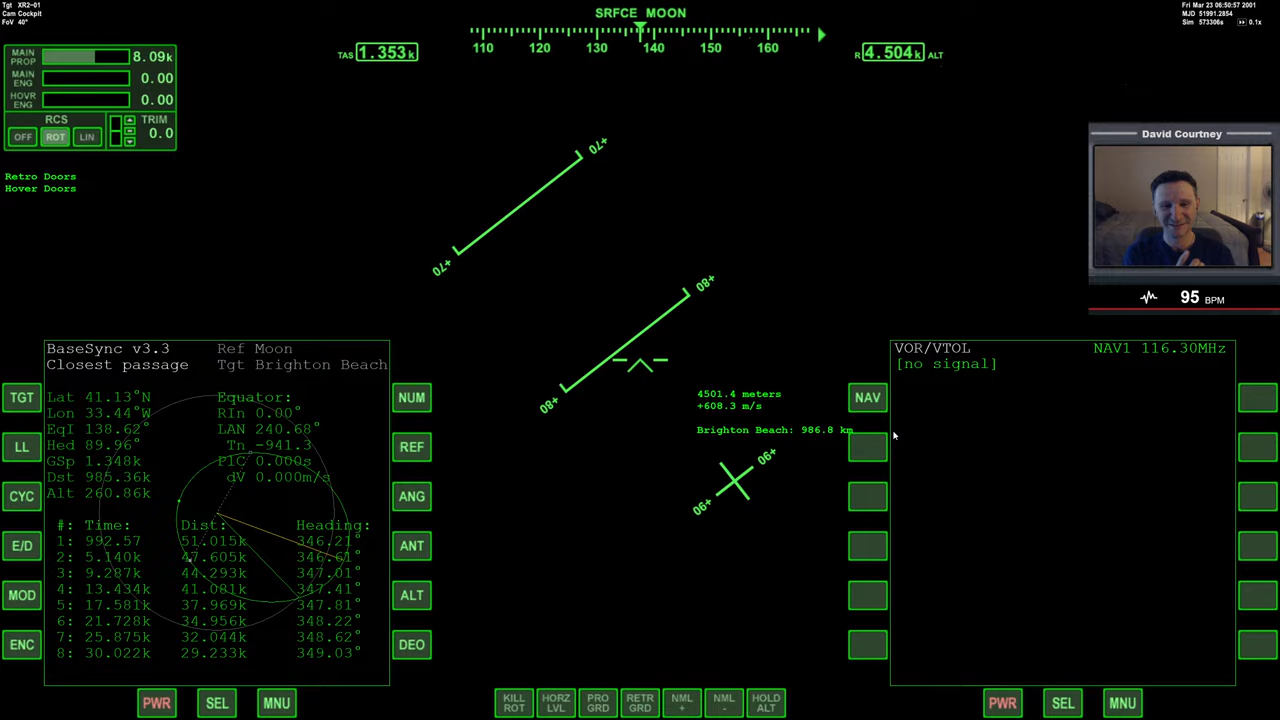 Tgt XR2-01
Cam Cockpit
FoV 40°
SRFCE MOON
Fri Mar 23 06:50:57 2001
MJD 51991.2854
Sim 573306s 0.1x
110 120 130 140 150 160
TAS 1.353k
R 4.504k ALT
MAIN PROP 8.09k
MAIN ENG 0.00
HOVR ENG 0.00
RCS TRIM
OFF ROT LIN 0.0
Retro Doors
Hover Doors
David Courtney
95 BPM
+70
+70
+80
+80
+90
+90
4501.4 meters
+608.3 m/s
Brighton Beach: 986.8 km
BaseSync v3.3 Ref Moon
Closest passage Tgt Brighton Beach
Lat 41.13°N Equator:
Lon 33.44°W RIn 0.00°
EqI 138.62° LAN 240.68°
Hed 89.96° Tn -941.3
GSp 1.348k PlC 0.000s
Dst 985.36k dV 0.000m/s
Alt 260.86k
#: Time: Dist: Heading:
1: 992.57 51.015k 346.21°
2: 5.140k 47.605k 346.61°
3: 9.287k 44.293k 347.01°
4: 13.434k 41.081k 347.41°
5: 17.581k 37.969k 347.81°
6: 21.728k 34.956k 348.22°
7: 25.875k 32.044k 348.62°
8: 30.022k 29.233k 349.03°
TGT
LL
CYC
E/D
MOD
ENC
NUM
REF
ANG
ANT
ALT
DEO
PWR SEL MNU
KILL ROT
HORZ LVL
PRO GRD
RETR GRD
NML +
NML -
HOLD ALT
VOR/VTOL NAV1 116.30MHz
[no signal]
NAV
PWR SEL MNU